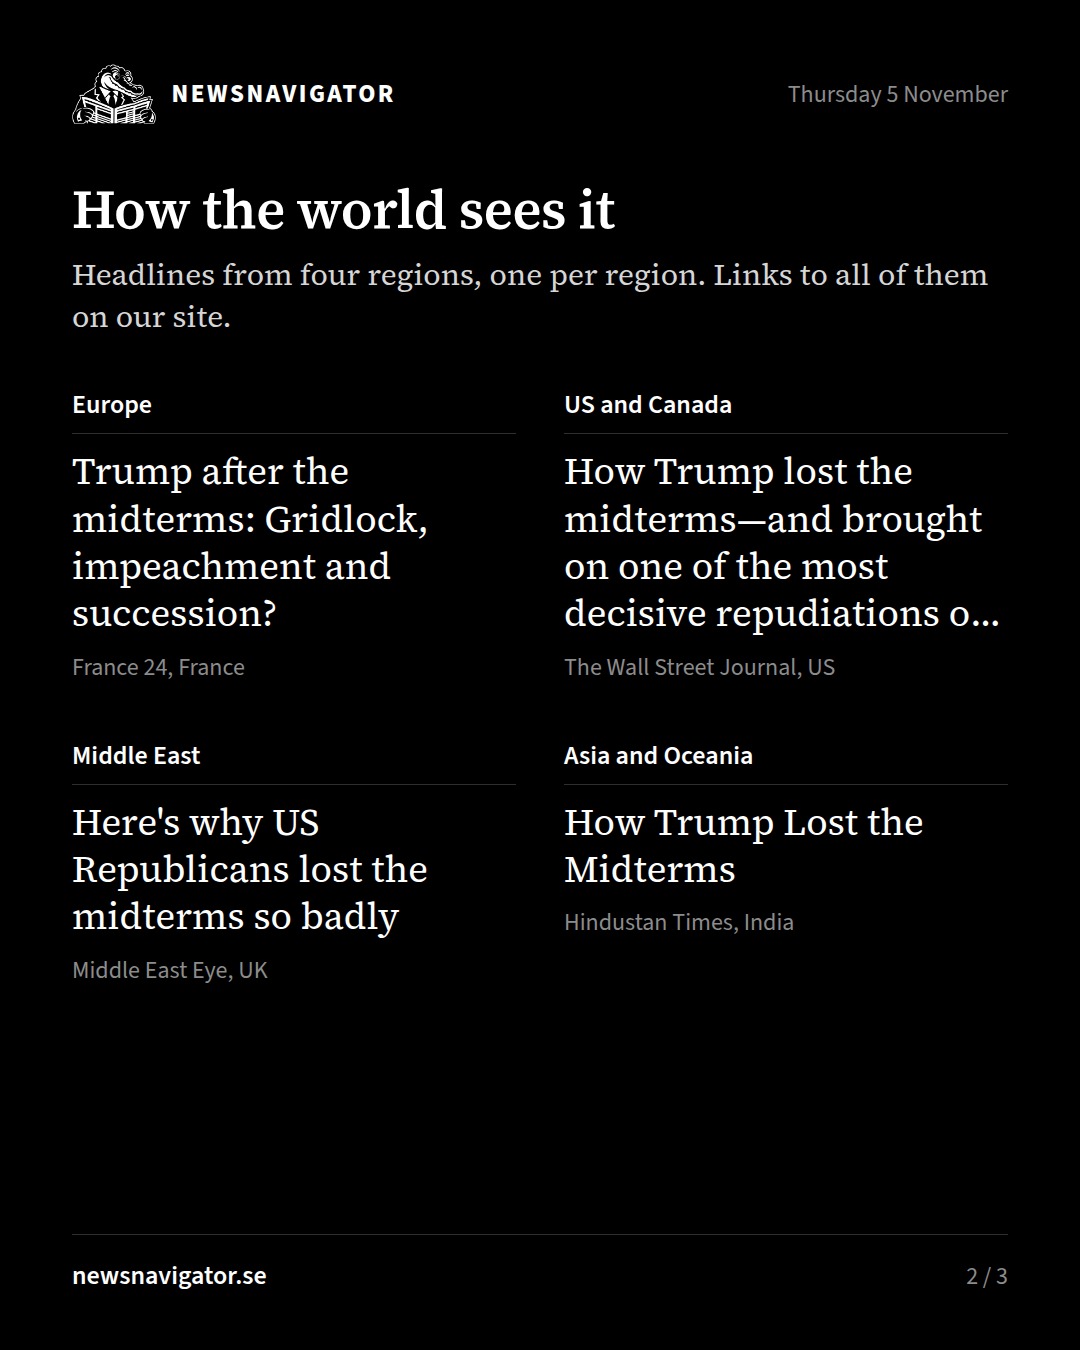 NEWSNAVIGATOR
Thursday 5 November
How the world sees it
Headlines from four regions, one per region. Links to all of them
on our site.
Europe
Trump after the
midterms: Gridlock,
impeachment and
succession?
France 24, France
US and Canada
How Trump lost the
midterms—and brought
on one of the most
decisive repudiations o...
The Wall Street Journal, US
Middle East
Here's why US
Republicans lost the
midterms so badly
Middle East Eye, UK
Asia and Oceania
How Trump Lost the
Midterms
Hindustan Times, India
newsnavigator.se
2 / 3